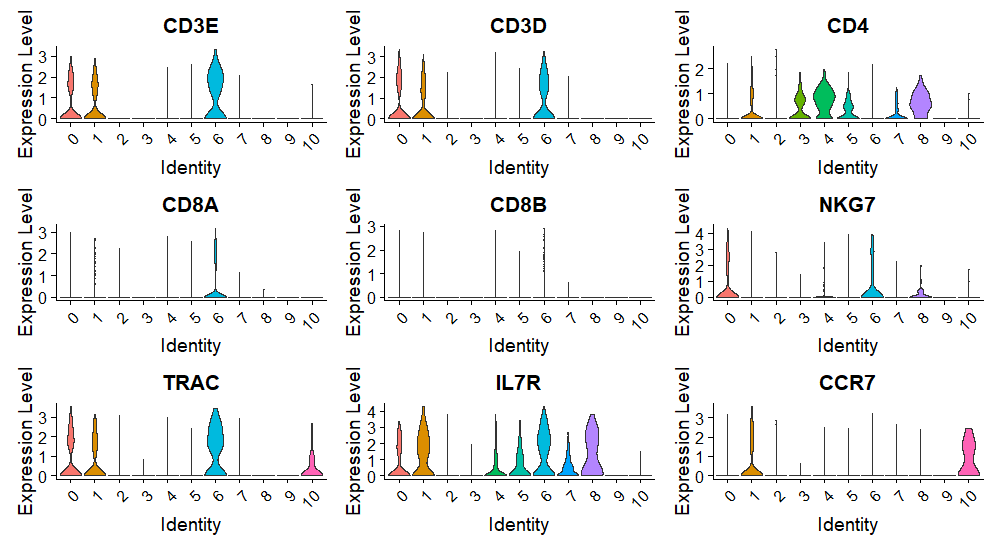 CD3E CD3D CD4
Expression Level 3 2 1 0 Expression Level 3 2 1 0 Expression Level 2 1 0
0 1 2 3 4 5 6 7 8 9 10 0 1 2 3 4 5 6 7 8 9 10 0 1 2 3 4 5 6 7 8 9 10
Identity Identity Identity
CD8A CD8B NKG7
Expression Level 3 2 1 0 Expression Level 3 2 1 0 Expression Level 4 3 2 1 0
0 1 2 3 4 5 6 7 8 9 10 0 1 2 3 4 5 6 7 8 9 10 0 1 2 3 4 5 6 7 8 9 10
Identity Identity Identity
TRAC IL7R CCR7
Expression Level 3 2 1 0 Expression Level 4 3 2 1 0 Expression Level 3 2 1 0
0 1 2 3 4 5 6 7 8 9 10 0 1 2 3 4 5 6 7 8 9 10 0 1 2 3 4 5 6 7 8 9 10
Identity Identity Identity